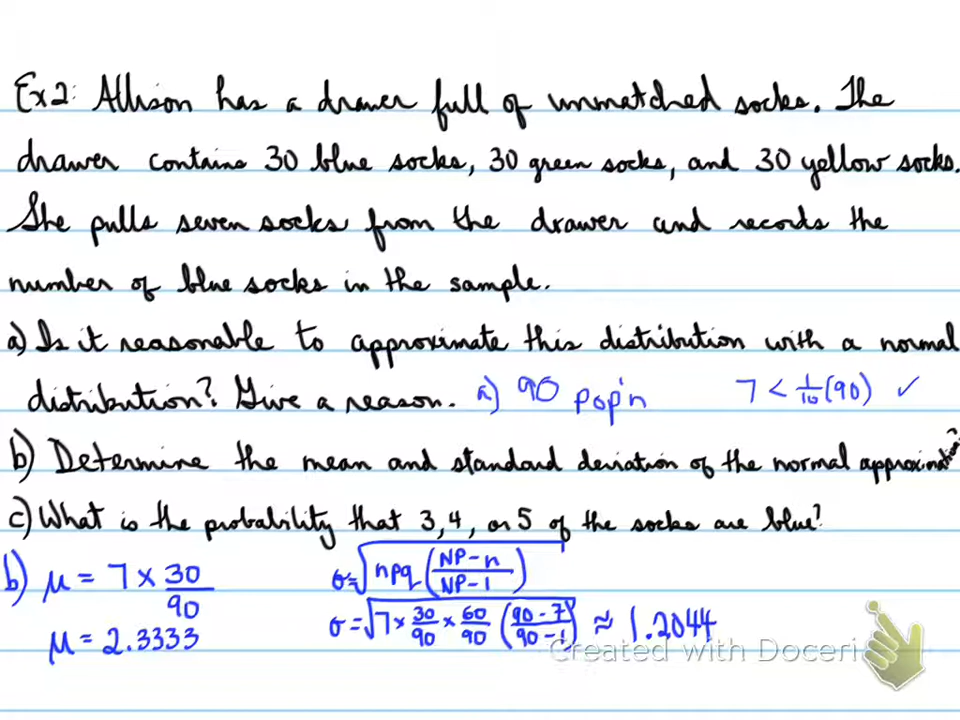 Ex2: Allison has a drawer full of unmatched socks. The
drawer contains 30 blue socks, 30 green socks, and 30 yellow socks.
She pulls seven socks from the drawer and records the
number of blue socks in the sample.
a) Is it reasonable to approximate this distribution with a normal
distribution? Give a reason. a) 90 pop'n 7 < 1/10 (90) ✓
b) Determine the mean and standard deviation of the normal approximation?
c) What is the probability that 3, 4, or 5 of the socks are blue?
b) μ = 7 × 30/90 σ = √(npq (NP-n/NP-1))
μ = 2.3333 σ = √(7 × 30/90 × 60/90 (90-7/90-1)) ≈ 1.2044
Created with Doceri